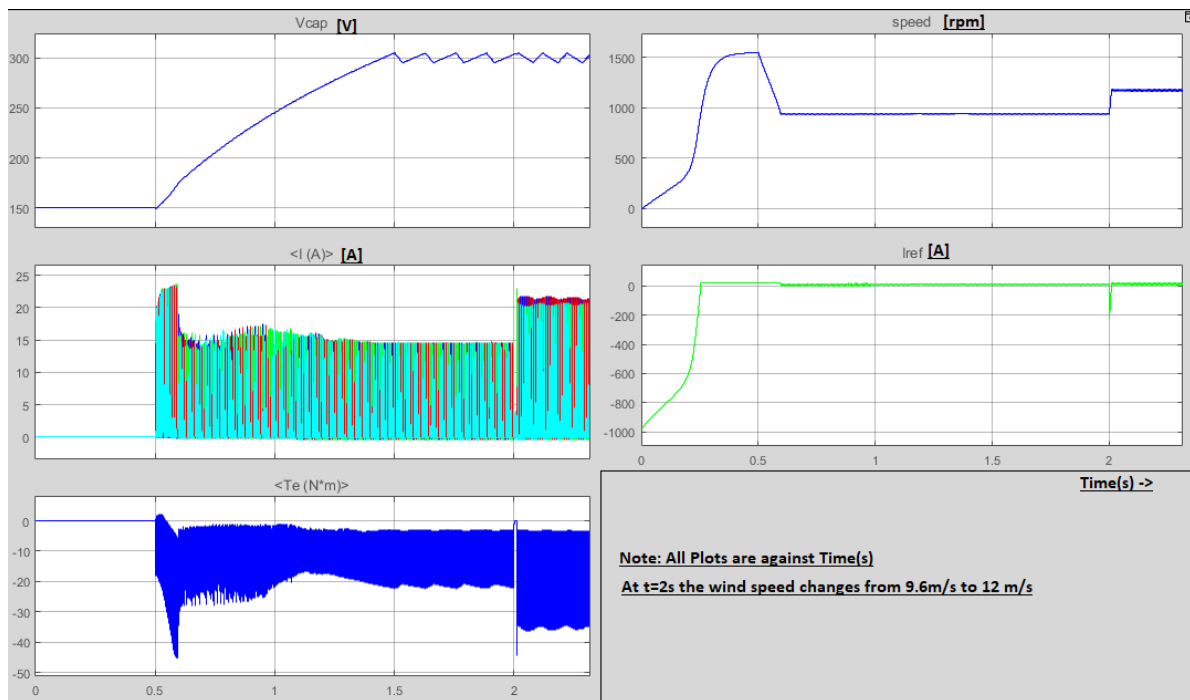 Vcap [V]
300
250
200
150
speed [rpm]
1500
1000
500
0
<I (A)> [A]
25
20
15
10
5
0
Iref [A]
0
-200
-400
-600
-800
-1000
0 0.5 1 1.5 2
<Te (N*m)>
0
-10
-20
-30
-40
-50
0 0.5 1 1.5 2
Time(s) ->
Note: All Plots are against Time(s)
At t=2s the wind speed changes from 9.6m/s to 12 m/s